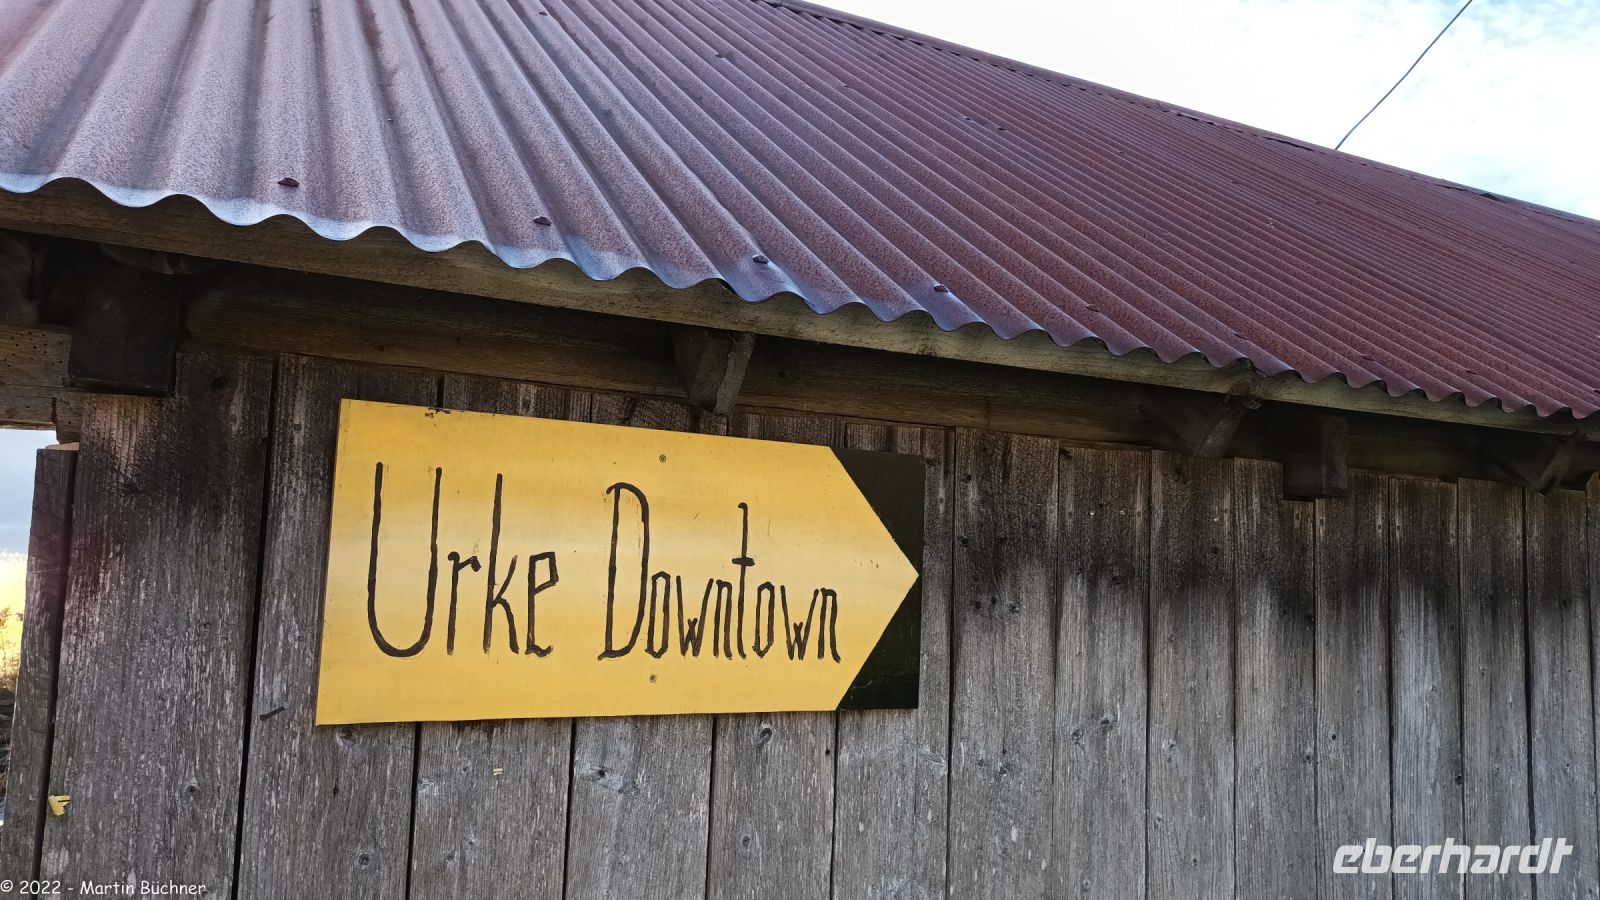 Urke Downtown
eberhardt
© 2022 - Martin Büchner